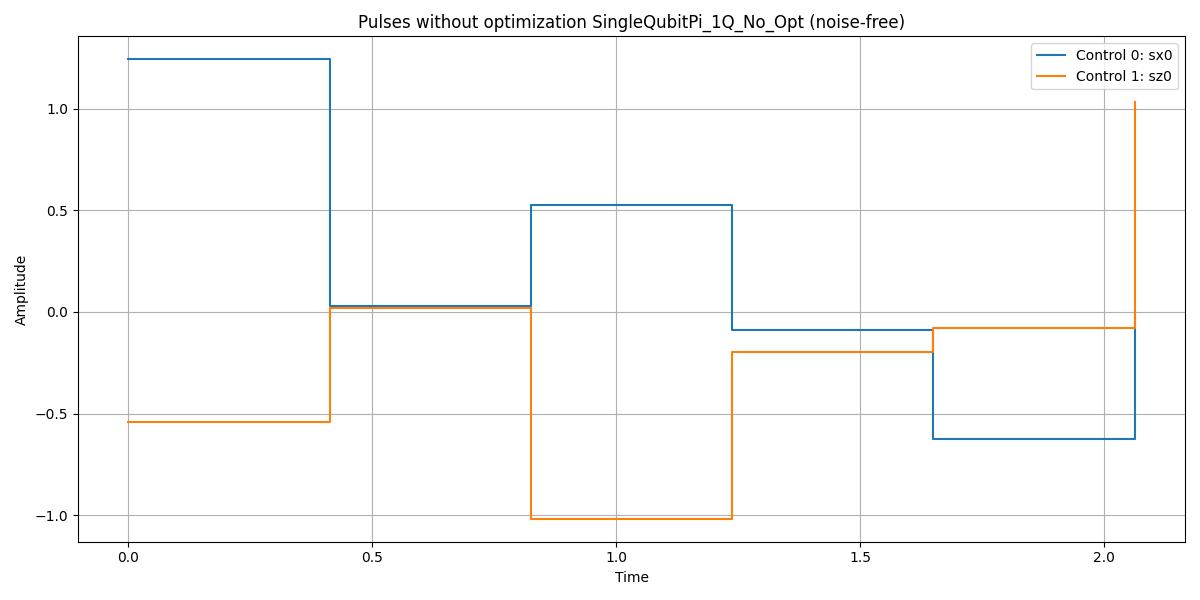 Pulses without optimization SingleQubitPi_1Q_No_Opt (noise-free)
Control 0: sx0
Control 1: sz0
Amplitude
1.0
0.5
0.0
−0.5
−1.0
0.0 0.5 1.0 1.5 2.0
Time